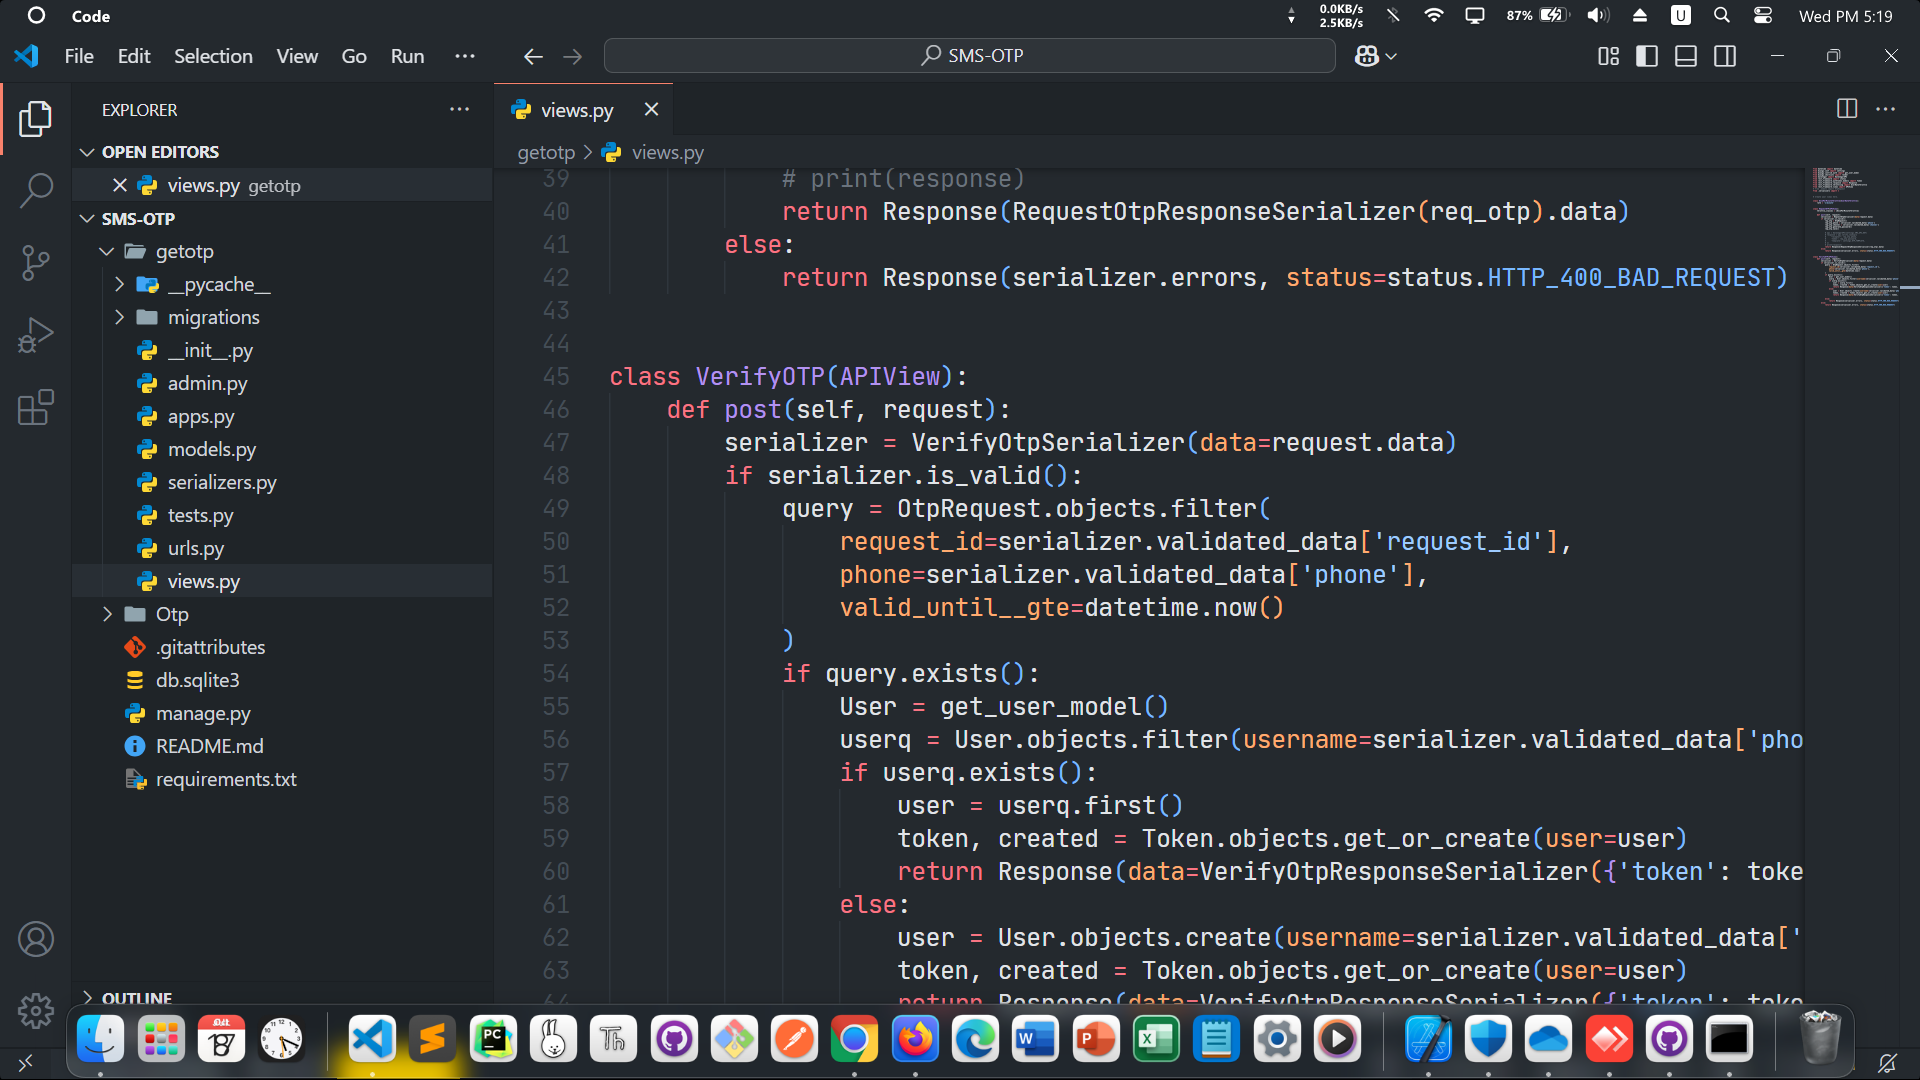 Code
0.0KB/s
2.5KB/s
87%
U
Wed PM 5:19
File Edit Selection View Go Run ···
SMS-OTP
EXPLORER
views.py
OPEN EDITORS
getotp > views.py
views.py getotp
SMS-OTP
getotp
__pycache__
migrations
__init__.py
admin.py
apps.py
models.py
serializers.py
tests.py
urls.py
views.py
Otp
.gitattributes
db.sqlite3
manage.py
README.md
requirements.txt
OUTLINE
39 # print(response)
40 return Response(RequestOtpResponseSerializer(req_otp).data)
41 else:
42 return Response(serializer.errors, status=status.HTTP_400_BAD_REQUEST)
43
44
45 class VerifyOTP(APIView):
46 def post(self, request):
47 serializer = VerifyOtpSerializer(data=request.data)
48 if serializer.is_valid():
49 query = OtpRequest.objects.filter(
50 request_id=serializer.validated_data['request_id'],
51 phone=serializer.validated_data['phone'],
52 valid_until__gte=datetime.now()
53 )
54 if query.exists():
55 User = get_user_model()
56 userq = User.objects.filter(username=serializer.validated_data['pho
57 if userq.exists():
58 user = userq.first()
59 token, created = Token.objects.get_or_create(user=user)
60 return Response(data=VerifyOtpResponseSerializer({'token': toke
61 else:
62 user = User.objects.create(username=serializer.validated_data['
63 token, created = Token.objects.get_or_create(user=user)
64 return Response(data=VerifyOtpResponseSerializer({'token': toke
PC
Th
W
P
X